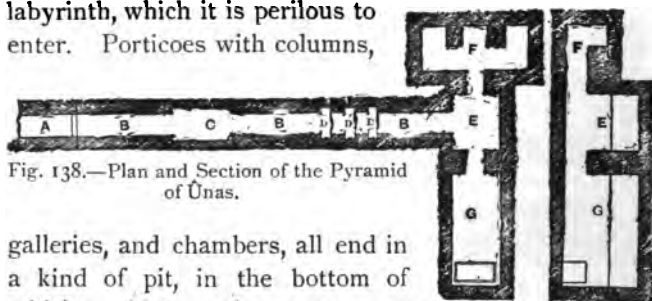 labyrinth, which it is perilous to
enter. Porticoes with columns,
F F
A B C B D D D B E E
Fig. 138.—Plan and Section of the Pyramid
of Ûnas.
G G
galleries, and chambers, all end in
a kind of pit, in the bottom of